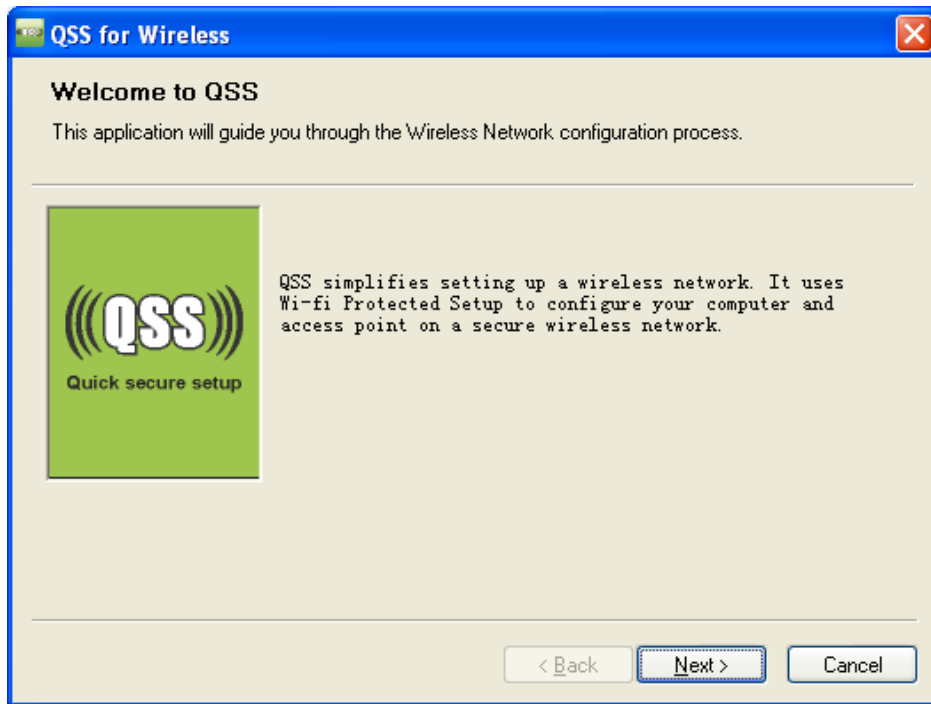 QSS for Wireless
Welcome to QSS
This application will guide you through the Wireless Network configuration process.
(((QSS)))
Quick secure setup
QSS simplifies setting up a wireless network. It uses
Wi-fi Protected Setup to configure your computer and
access point on a secure wireless network.
< Back
Next >
Cancel